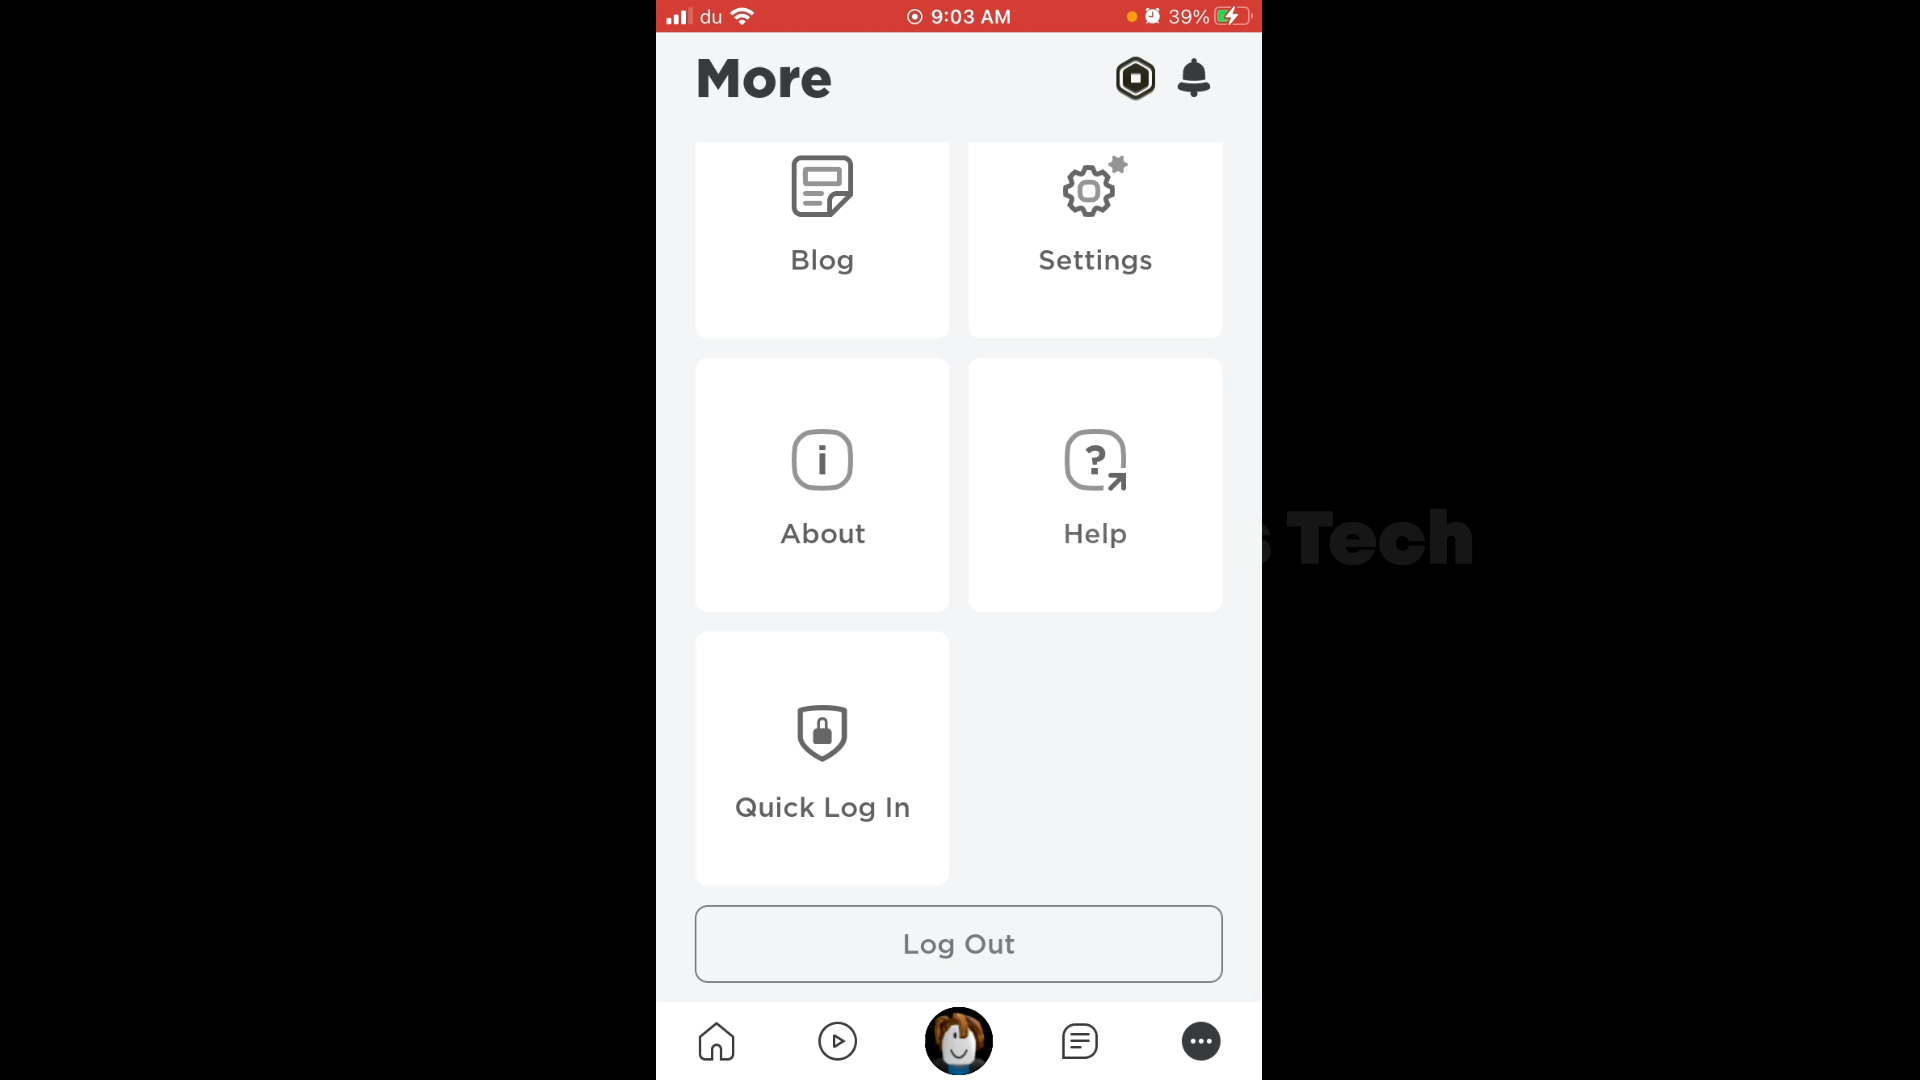 du 9:03 AM 39%
More
Blog Settings
About Help
Tech
Quick Log In
Log Out